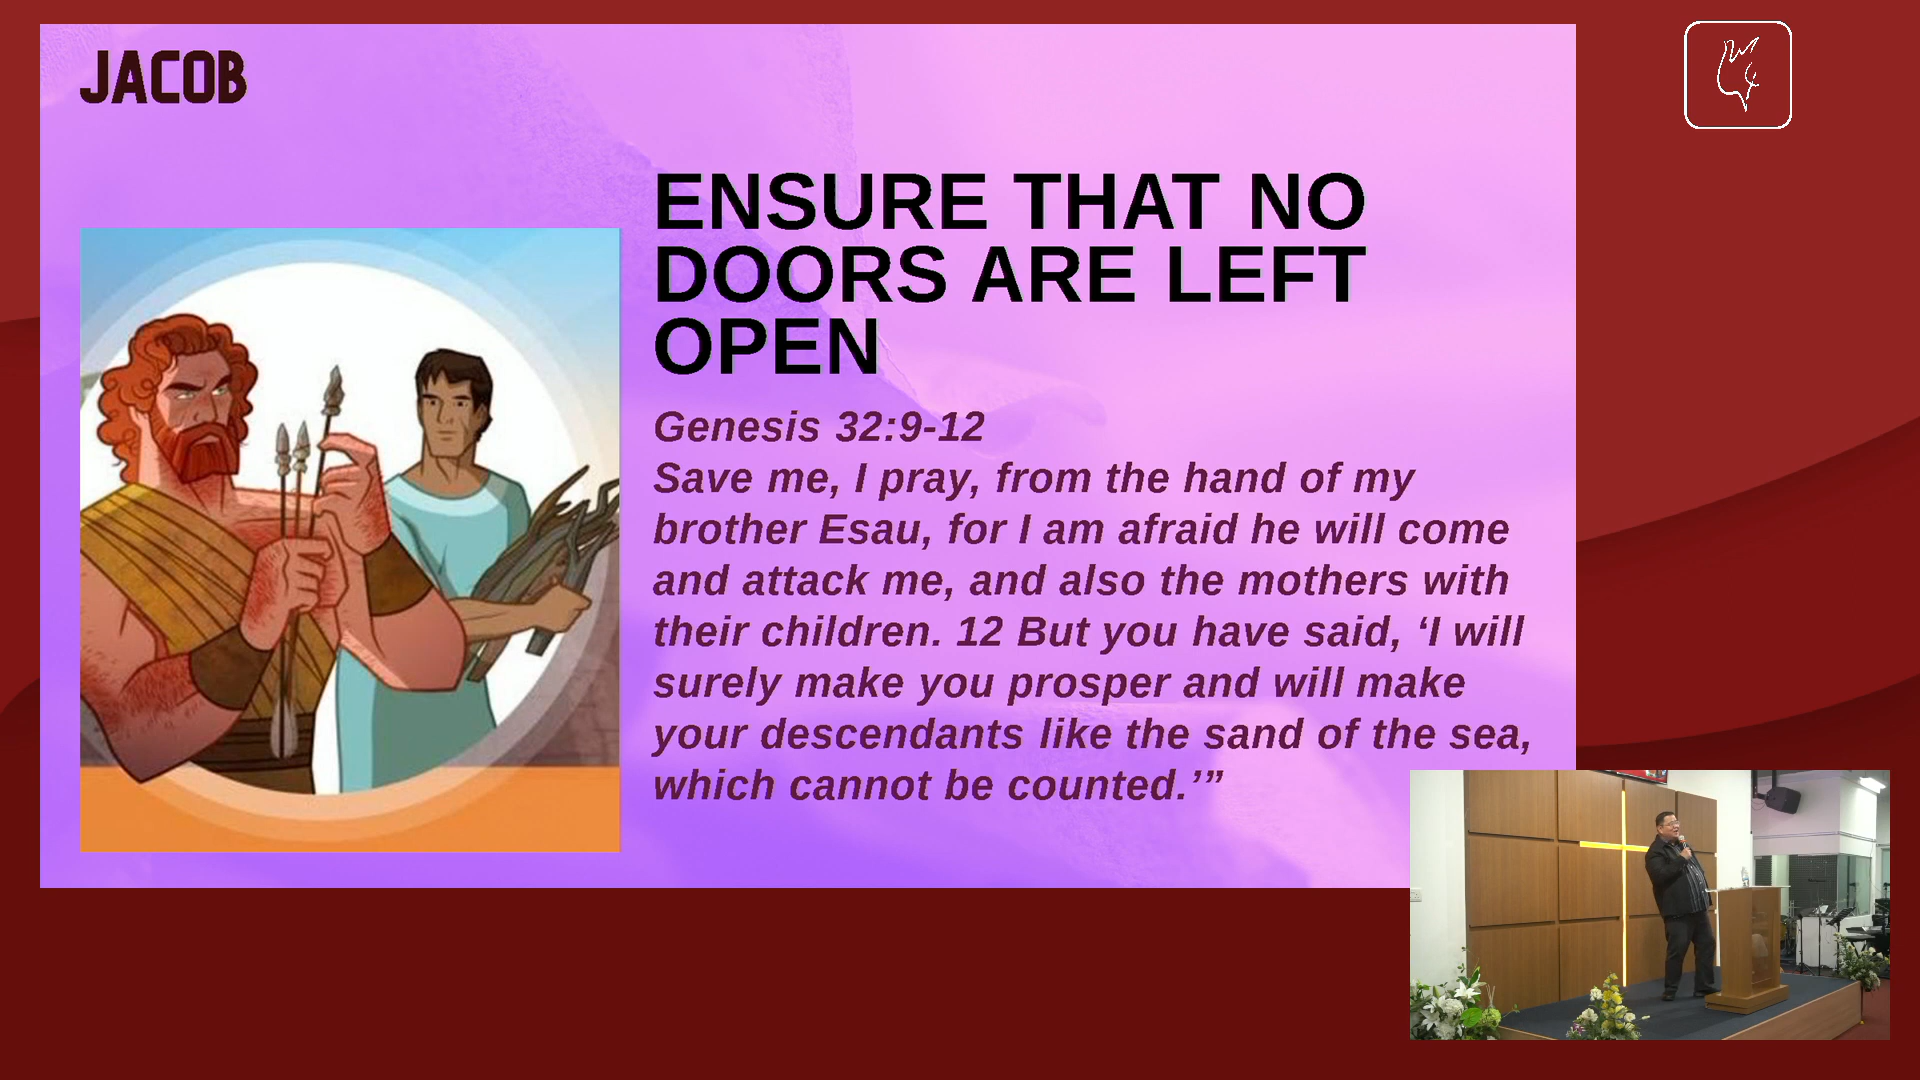 JACOB
ENSURE THAT NO
DOORS ARE LEFT
OPEN
Genesis 32:9-12
Save me, I pray, from the hand of my
brother Esau, for I am afraid he will come
and attack me, and also the mothers with
their children. 12 But you have said, ‘I will
surely make you prosper and will make
your descendants like the sand of the sea,
which cannot be counted.’”